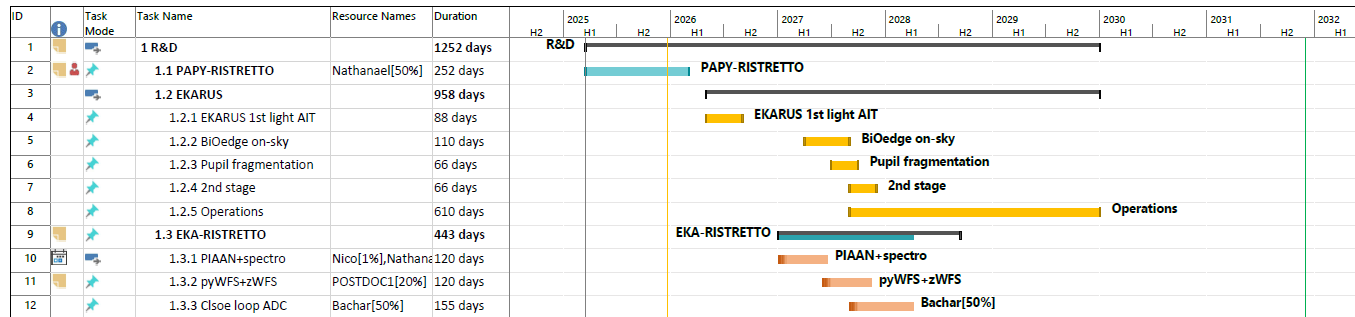 ID Task Mode Task Name Resource Names Duration 2025 2026 2027 2028 2029 2030 2031 2032
H2 H1 H2 H1 H2 H1 H2 H1 H2 H1 H2 H1 H2 H1 H2 H1
1 1 R&D 1252 days R&D
2 1.1 PAPY-RISTRETTO Nathanael[50%] 252 days PAPY-RISTRETTO
3 1.2 EKARUS 958 days
4 1.2.1 EKARUS 1st light AIT 88 days EKARUS 1st light AIT
5 1.2.2 BiOedge on-sky 110 days BiOedge on-sky
6 1.2.3 Pupil fragmentation 66 days Pupil fragmentation
7 1.2.4 2nd stage 66 days 2nd stage
8 1.2.5 Operations 610 days Operations
9 1.3 EKA-RISTRETTO 443 days EKA-RISTRETTO
10 1.3.1 PIAAN+spectro Nico[1%],Nathana 120 days PIAAN+spectro
11 1.3.2 pyWFS+zWFS POSTDOC1[20%] 120 days pyWFS+zWFS
12 1.3.3 Clsoe loop ADC Bachar[50%] 155 days Bachar[50%]